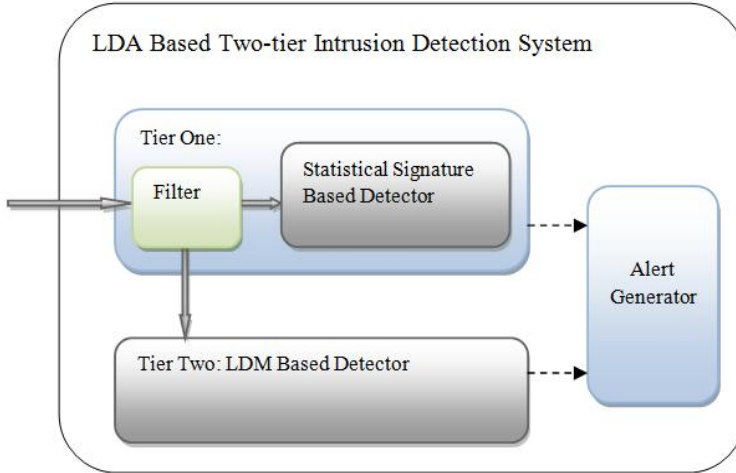 LDA Based Two-tier Intrusion Detection System
Tier One:
Filter
Statistical Signature
Based Detector
Alert
Generator
Tier Two: LDM Based Detector